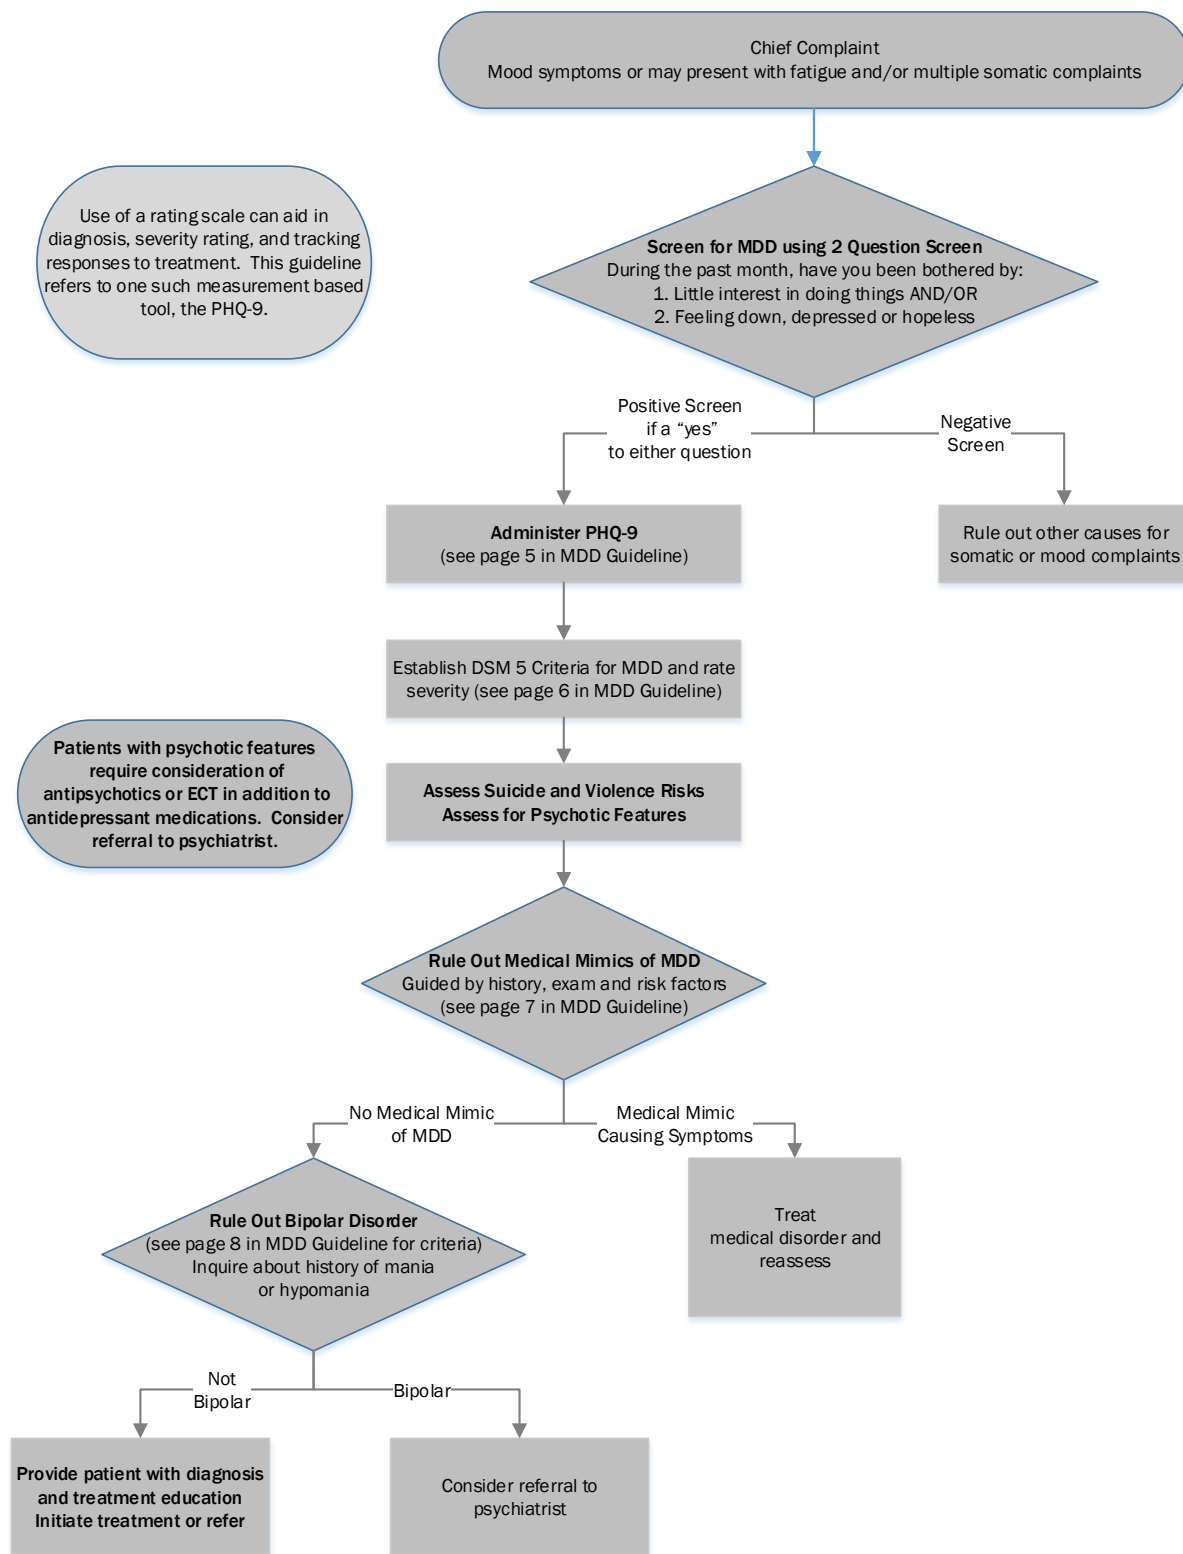 Chief Complaint
Mood symptoms or may present with fatigue and/or multiple somatic complaints
Use of a rating scale can aid in
diagnosis, severity rating, and tracking
responses to treatment.  This guideline
refers to one such measurement based
tool, the PHQ-9.
Screen for MDD using 2 Question Screen
During the past month, have you been bothered by:
1. Little interest in doing things AND/OR
2. Feeling down, depressed or hopeless
Positive Screen
if a “yes”
to either question
Negative
Screen
Administer PHQ-9
(see page 5 in MDD Guideline)
Rule out other causes for
somatic or mood complaints
Establish DSM 5 Criteria for MDD and rate
severity (see page 6 in MDD Guideline)
Patients with psychotic features
require consideration of
antipsychotics or ECT in addition to
antidepressant medications.  Consider
referral to psychiatrist.
Assess Suicide and Violence Risks
Assess for Psychotic Features
Rule Out Medical Mimics of MDD
Guided by history, exam and risk factors
(see page 7 in MDD Guideline)
No Medical Mimic
of MDD
Medical Mimic
Causing Symptoms
Rule Out Bipolar Disorder
(see page 8 in MDD Guideline for criteria)
Inquire about history of mania
or hypomania
Treat
medical disorder and
reassess
Not
Bipolar
Bipolar
Provide patient with diagnosis
and treatment education
Initiate treatment or refer
Consider referral to
psychiatrist